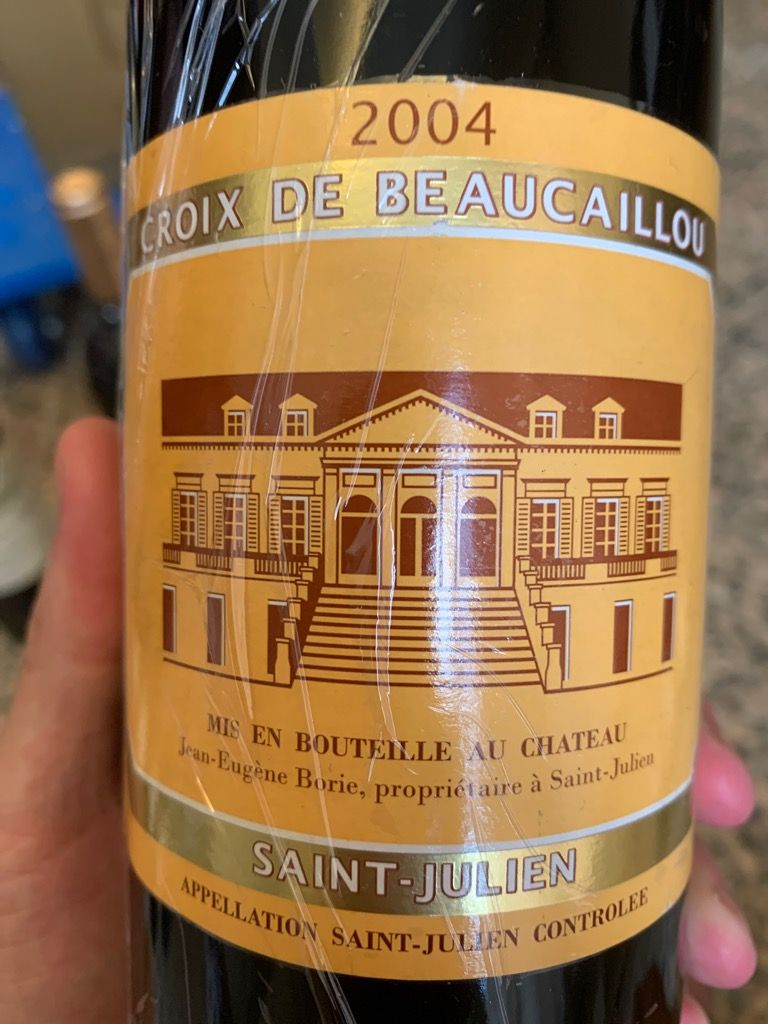 2004
CROIX DE BEAUCAILLOU
MIS EN BOUTEILLE AU CHATEAU
Jean-Eugène Borie, propriétaire à Saint-Julien
SAINT-JULIEN
APPELLATION SAINT-JULIEN CONTROLEE